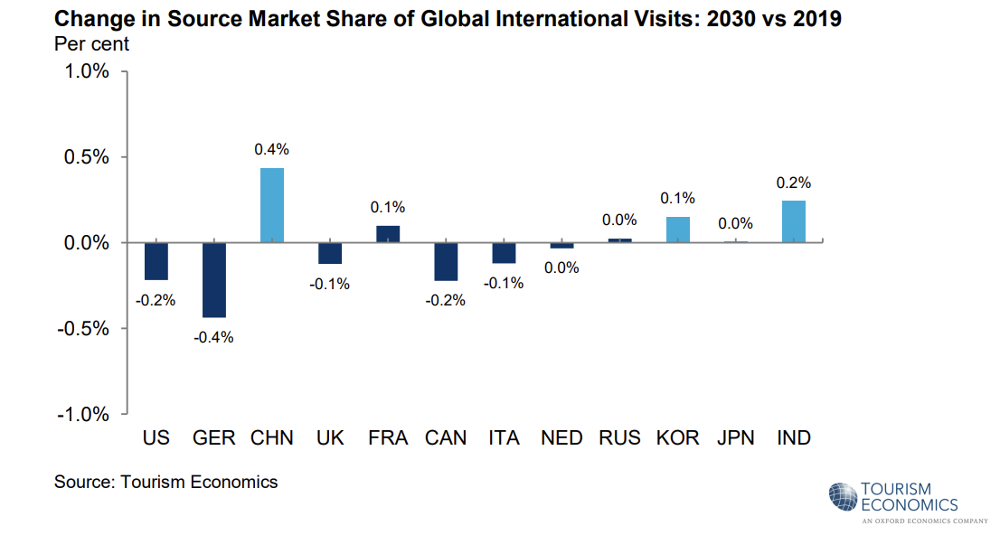 Change in Source Market Share of Global International Visits: 2030 vs 2019
Per cent
1.0%
0.5%
0.0%
-0.5%
-1.0%
-0.2%
-0.4%
0.4%
-0.1%
0.1%
-0.2%
-0.1%
0.0%
0.0%
0.1%
0.0%
0.2%
US GER CHN UK FRA CAN ITA NED RUS KOR JPN IND
Source: Tourism Economics
TOURISM
ECONOMICS
AN OXFORD ECONOMICS COMPANY